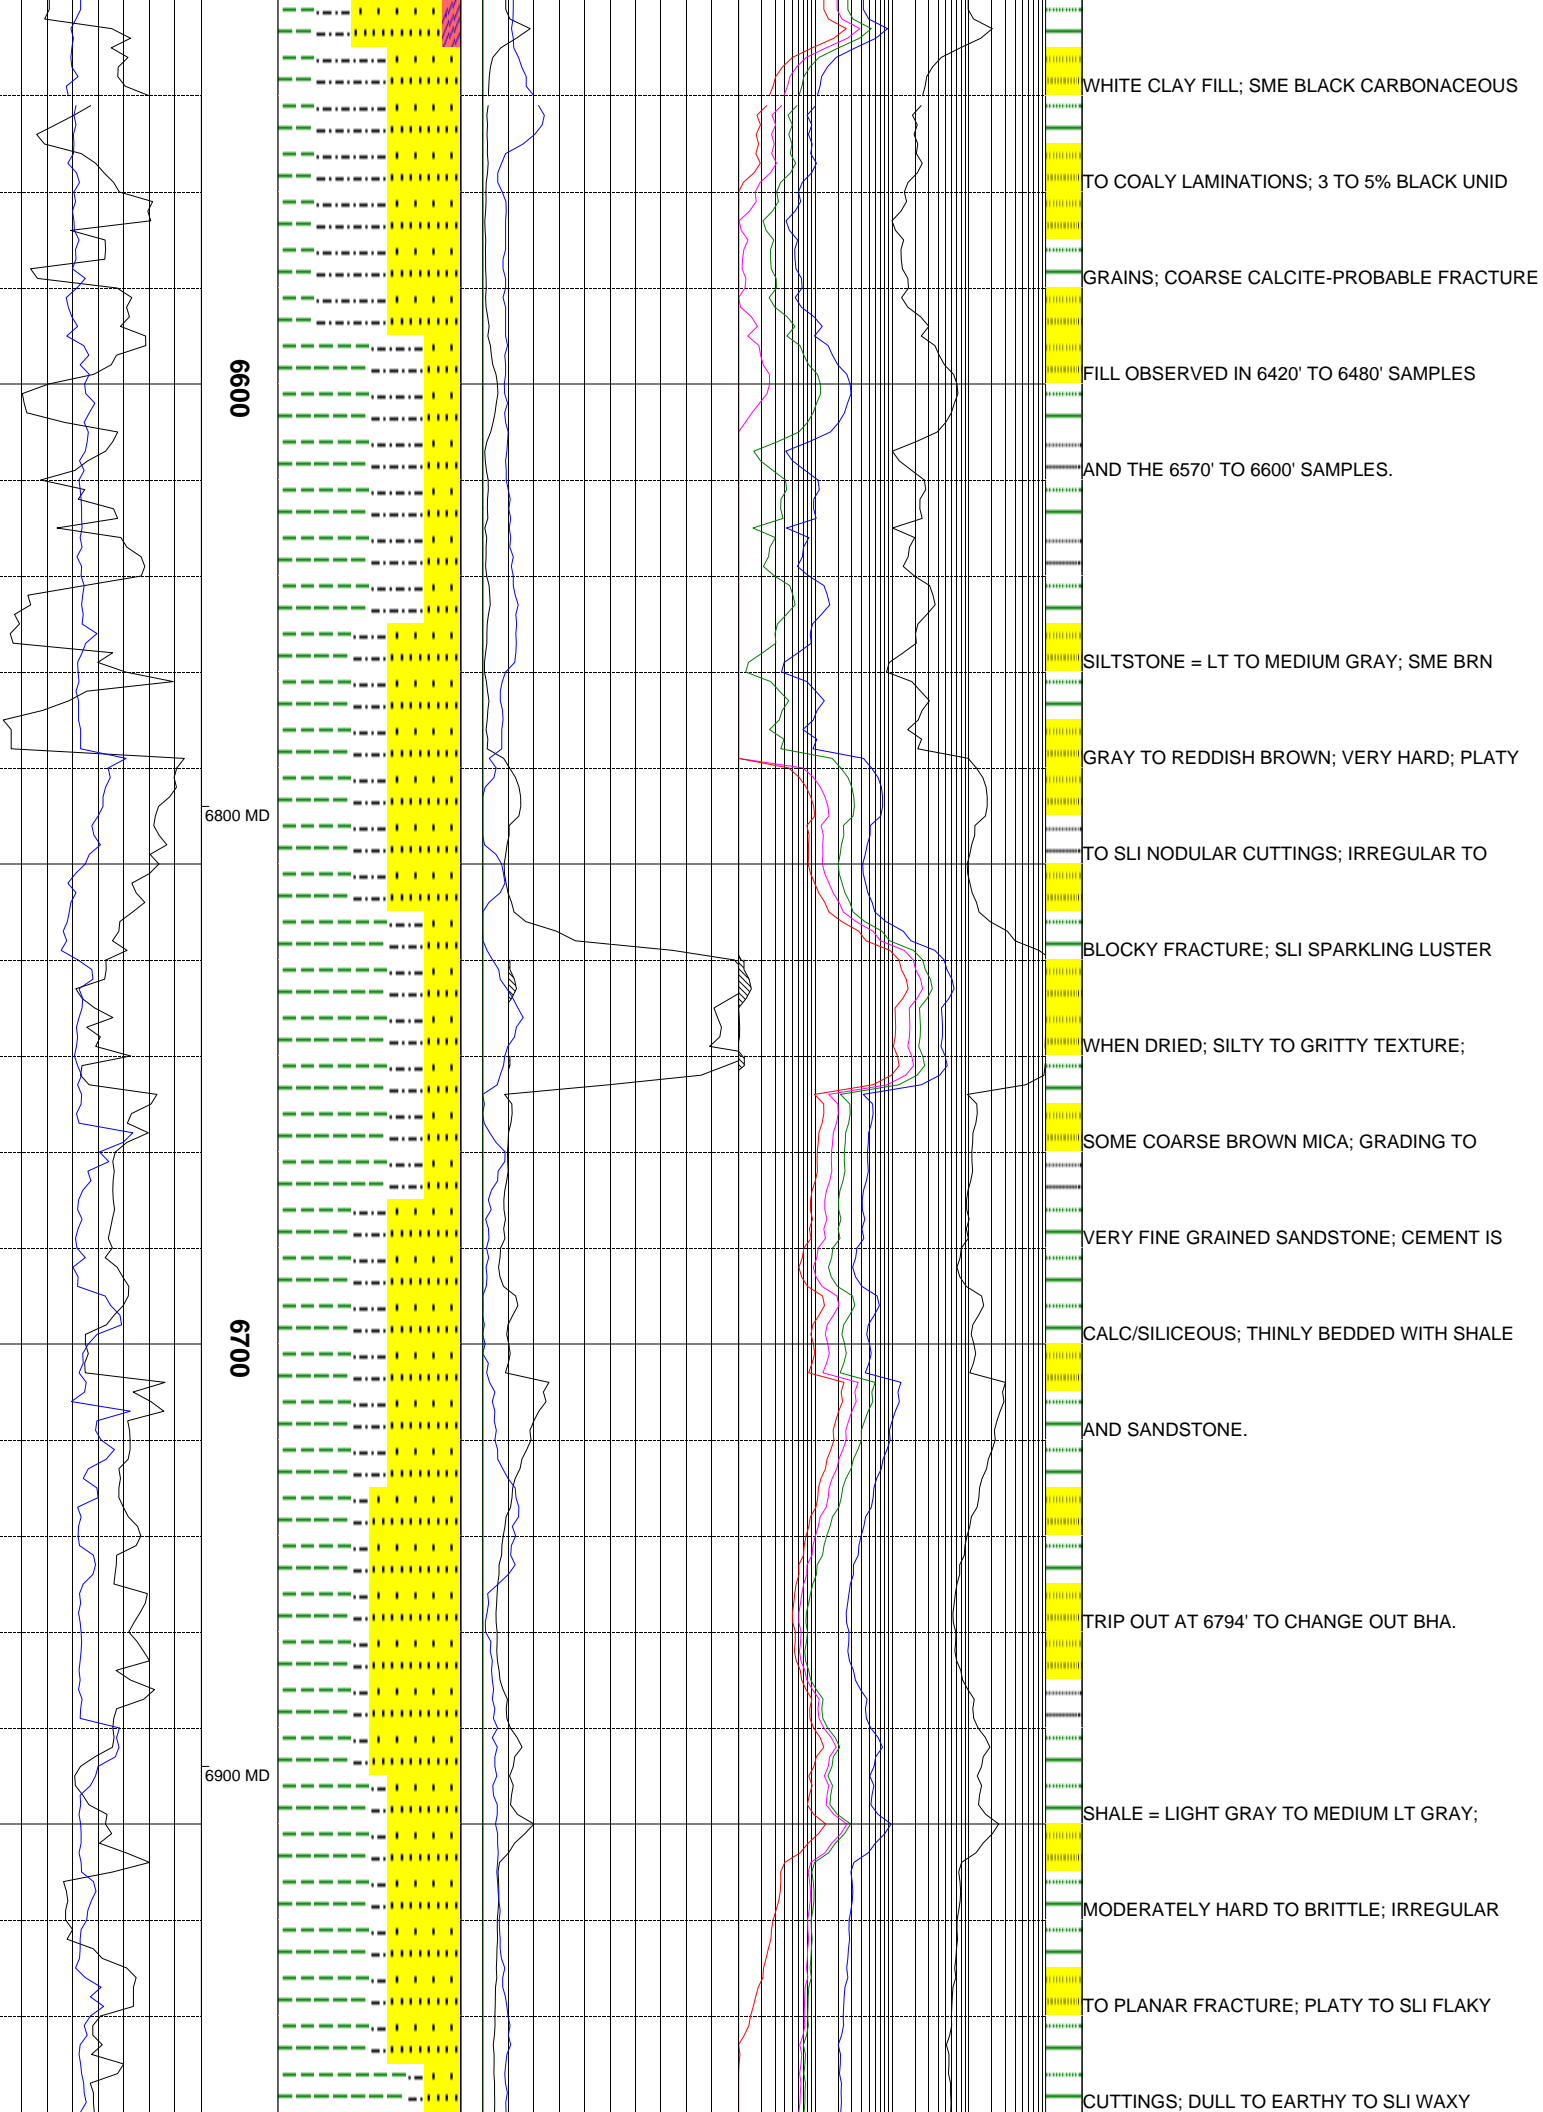 WHITE CLAY FILL; SME BLACK CARBONACEOUS
TO COALY LAMINATIONS; 3 TO 5% BLACK UNID
GRAINS; COARSE CALCITE-PROBABLE FRACTURE
6600
FILL OBSERVED IN 6420' TO 6480' SAMPLES
AND THE 6570' TO 6600' SAMPLES.
SILTSTONE = LT TO MEDIUM GRAY; SME BRN
GRAY TO REDDISH BROWN; VERY HARD; PLATY
6800 MD
TO SLI NODULAR CUTTINGS; IRREGULAR TO
BLOCKY FRACTURE; SLI SPARKLING LUSTER
WHEN DRIED; SILTY TO GRITTY TEXTURE;
SOME COARSE BROWN MICA; GRADING TO
VERY FINE GRAINED SANDSTONE; CEMENT IS
6700
CALC/SILICEOUS; THINLY BEDDED WITH SHALE
AND SANDSTONE.
TRIP OUT AT 6794' TO CHANGE OUT BHA.
6900 MD
SHALE = LIGHT GRAY TO MEDIUM LT GRAY;
MODERATELY HARD TO BRITTLE; IRREGULAR
TO PLANAR FRACTURE; PLATY TO SLI FLAKY
CUTTINGS; DULL TO EARTHY TO SLI WAXY